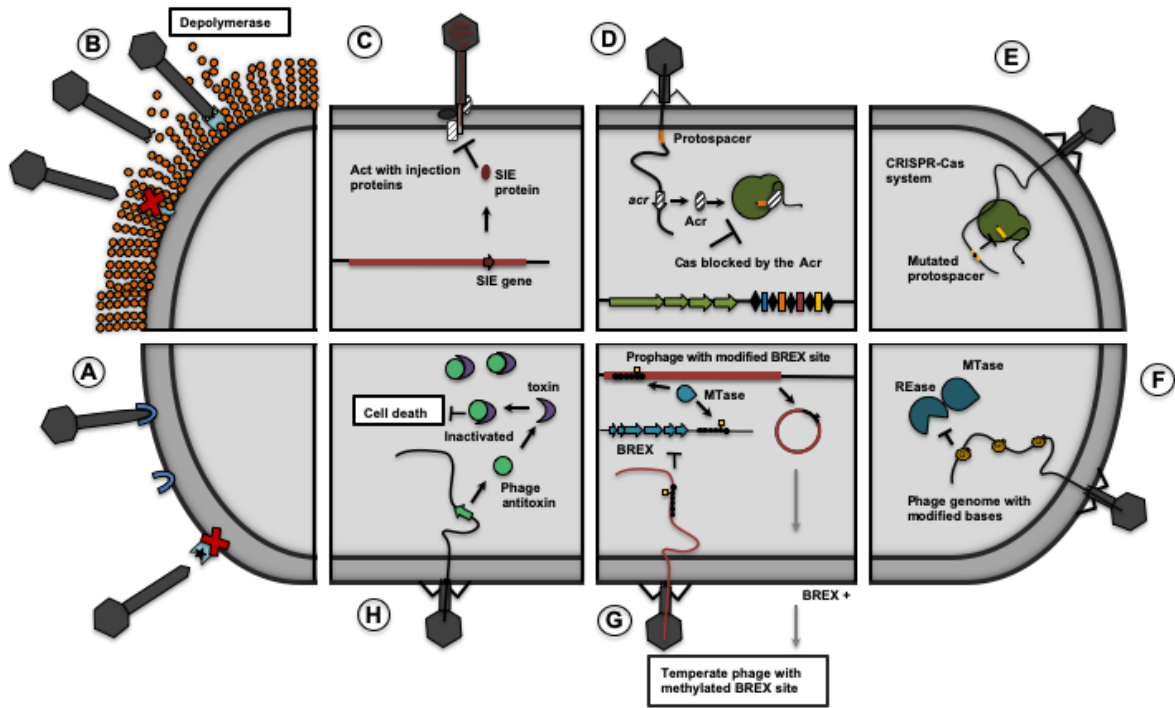 Depolymerase
B
C
D
E
Act with injection
proteins
SIE
protein
SIE gene
Protospacer
acr
Acr
Cas blocked by the Acr
CRISPR-Cas
system
Mutated
protospacer
A
Cell death
toxin
Inactivated
Phage
antitoxin
H
Prophage with modified BREX site
MTase
BREX
G
BREX +
Temperate phage with
methylated BREX site
MTase
REase
F
Phage genome with
modified bases